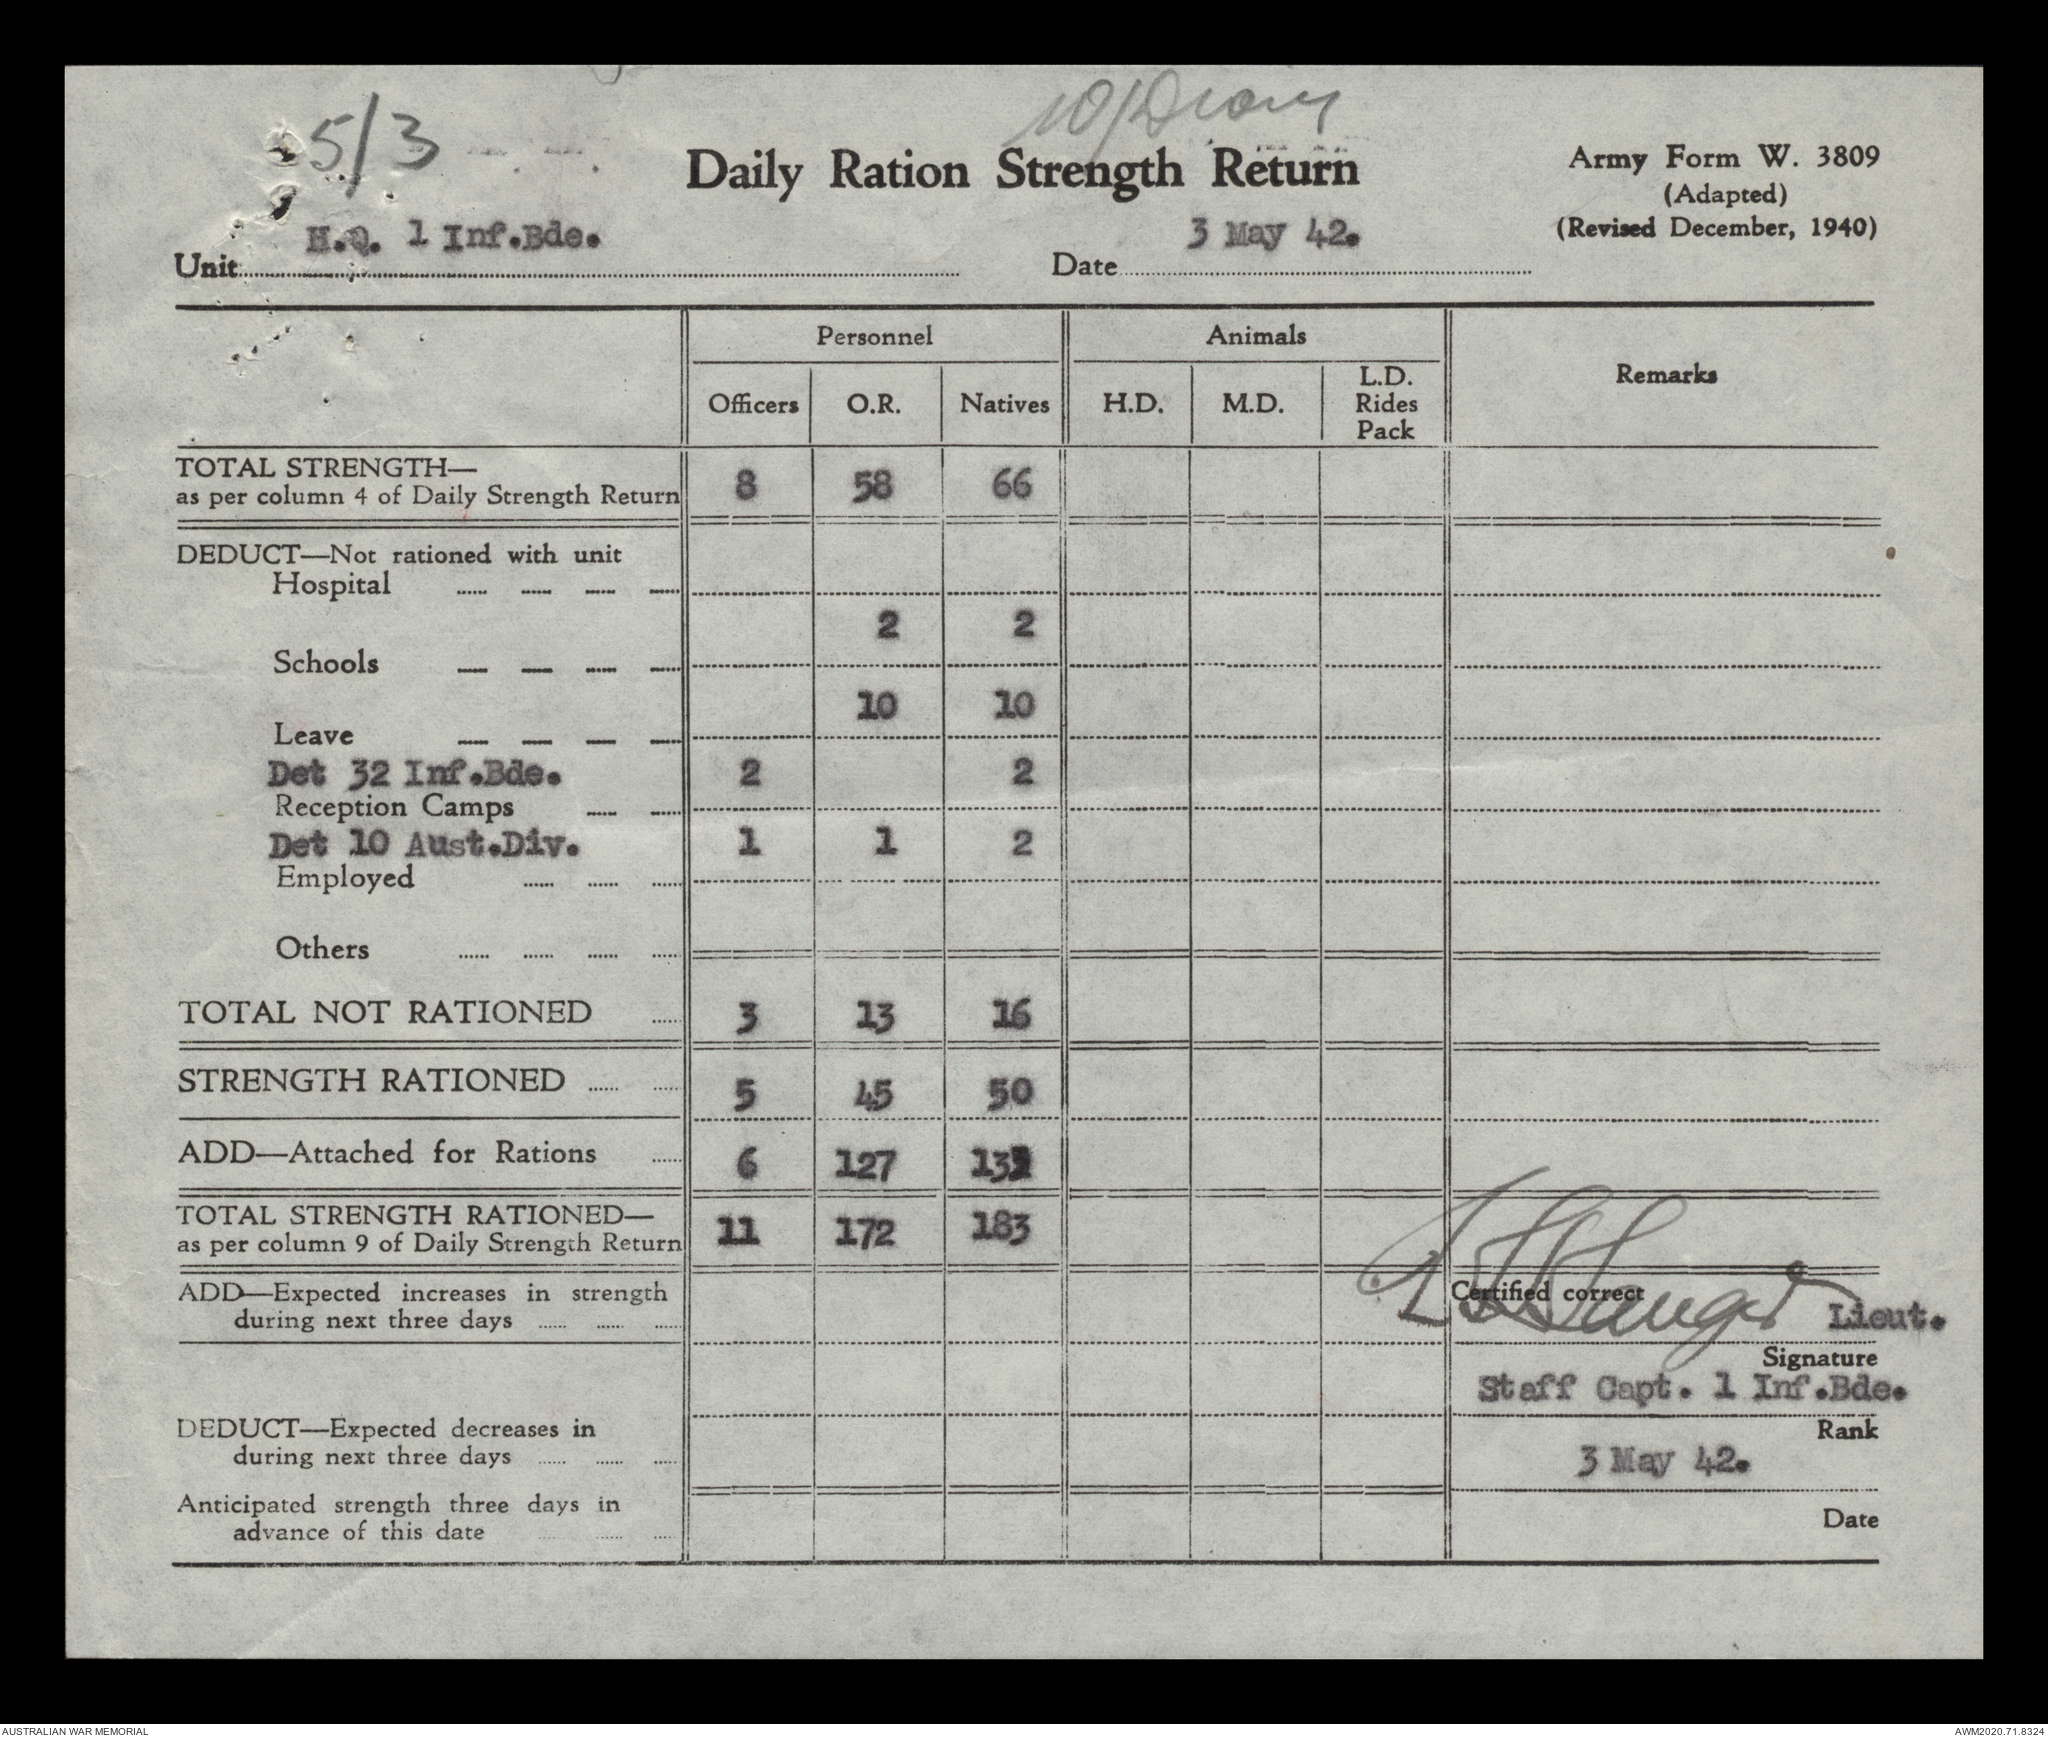 5/3
W/Diary
Daily Ration Strength Return
Army Form W. 3809
(Adapted)
(Revised December, 1940)
Unit H.Q. 1 Inf.Bde.
Date 3 May 42.
Personnel Animals Remarks
Officers O.R. Natives H.D. M.D. L.D. Rides Pack
TOTAL STRENGTH—
as per column 4 of Daily Strength Return 8 58 66
DEDUCT—Not rationed with unit
Hospital
2 2
Schools
10 10
Leave
Det 32 Inf.Bde. 2 2
Reception Camps
Det 10 Aust.Div. 1 1 2
Employed
Others
TOTAL NOT RATIONED 3 13 16
STRENGTH RATIONED 5 45 50
ADD—Attached for Rations 6 127 133
TOTAL STRENGTH RATIONED—
as per column 9 of Daily Strength Return 11 172 183
ADD—Expected increases in strength
during next three days
Certified correct
Lieut.
Signature
Staff Capt. 1 Inf.Bde.
Rank
DEDUCT—Expected decreases in
during next three days
3 May 42.
Anticipated strength three days in
advance of this date
Date
AUSTRALIAN WAR MEMORIAL
AWM2020.71.8324